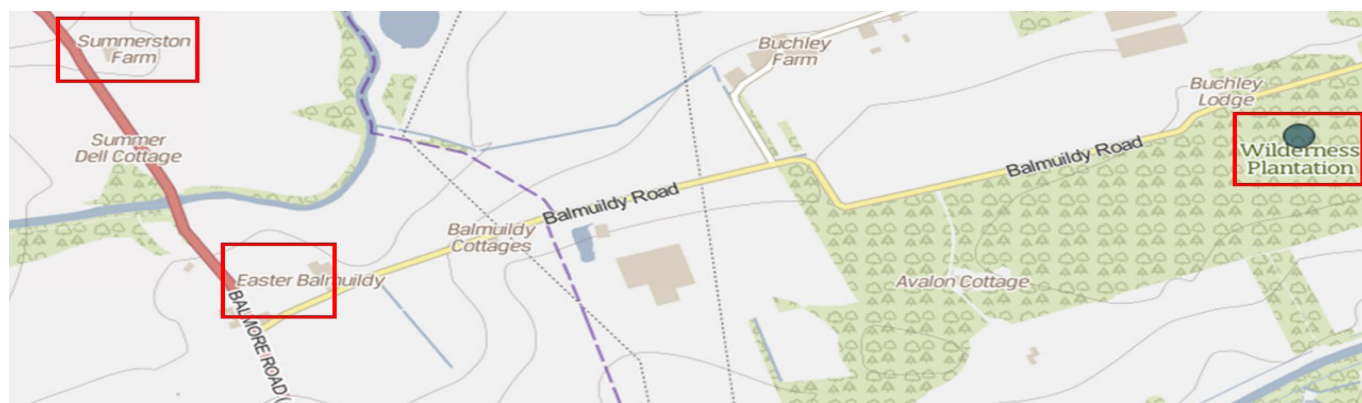 Summerston
Farm
Buchley
Farm
Buchley
Lodge
Summer
Dell Cottage
Balmuildy Road
Wilderness
Plantation
Balmuildy Road
Balmuildy
Cottages
Easter Balmuildy
Avalon Cottage
BALMORE ROAD (